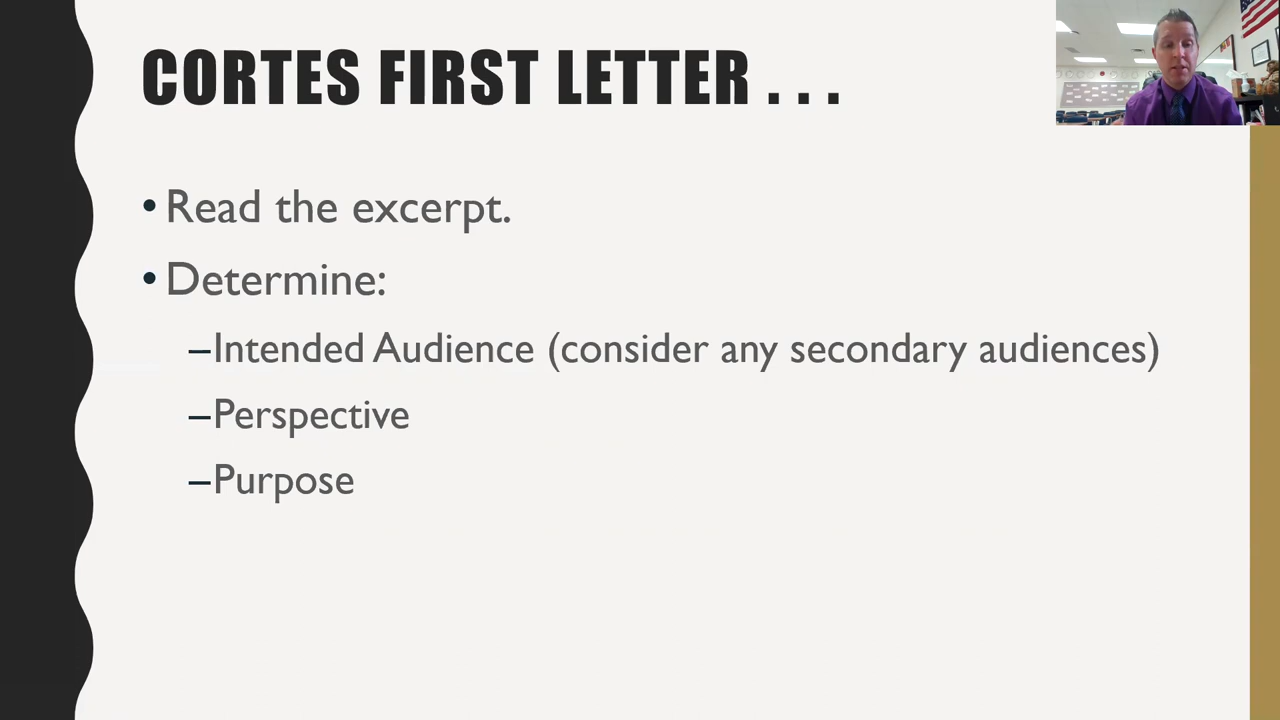 CORTES FIRST LETTER . . .
• Read the excerpt.
• Determine:
–Intended Audience (consider any secondary audiences)
–Perspective
–Purpose